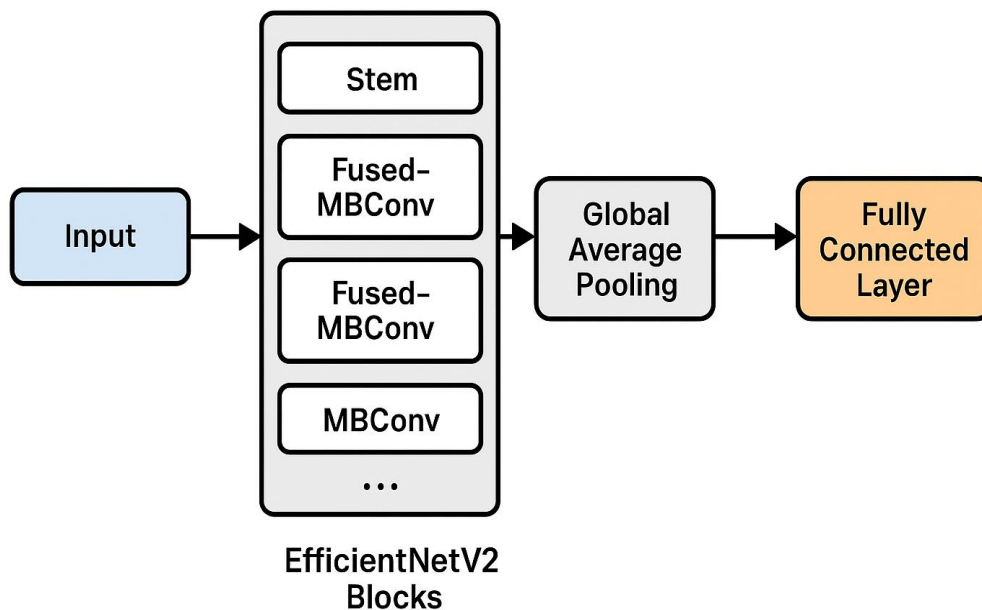 Input
Stem
Fused-
MBConv
Fused-
MBConv
MBConv
...
EfficientNetV2
Blocks
Global
Average
Pooling
Fully
Connected
Layer